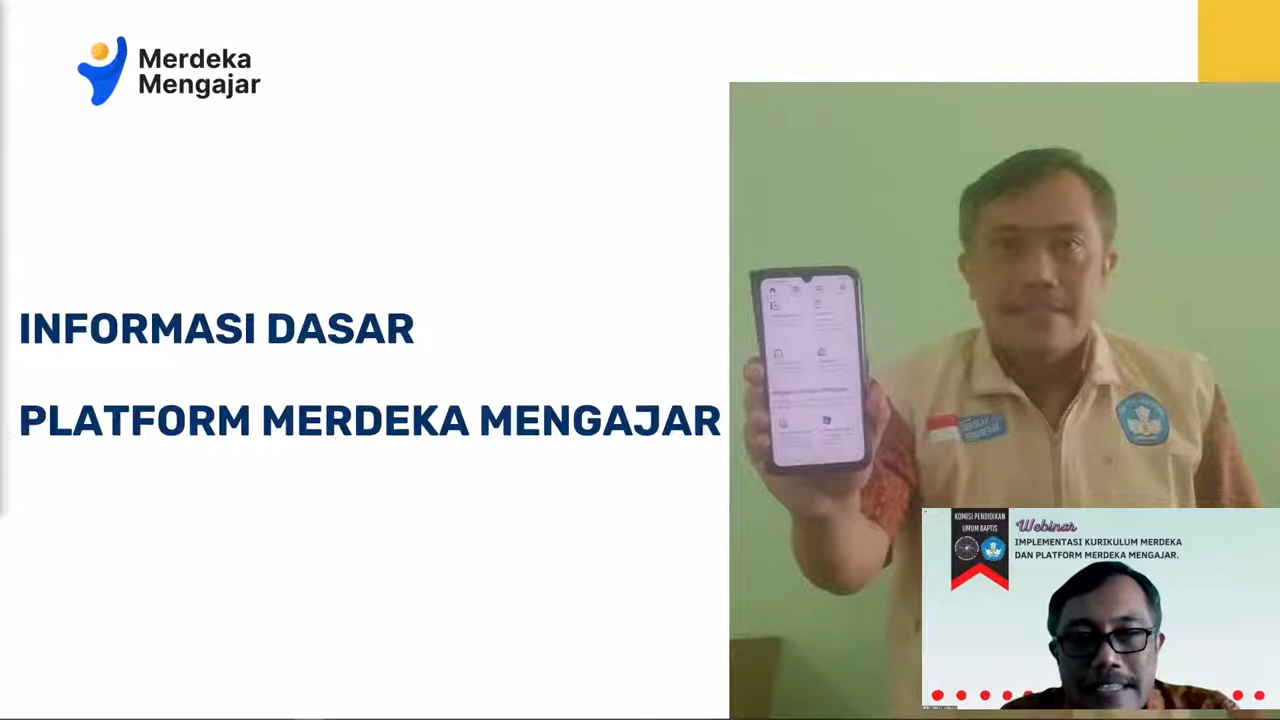 Merdeka
Mengajar
INFORMASI DASAR
PLATFORM MERDEKA MENGAJAR
KOMISI PENDIDIKAN
UMUM BAPTIS
Webinar
IMPLEMENTASI KURIKULUM MERDEKA
DAN PLATFORM MERDEKA MENGAJAR.